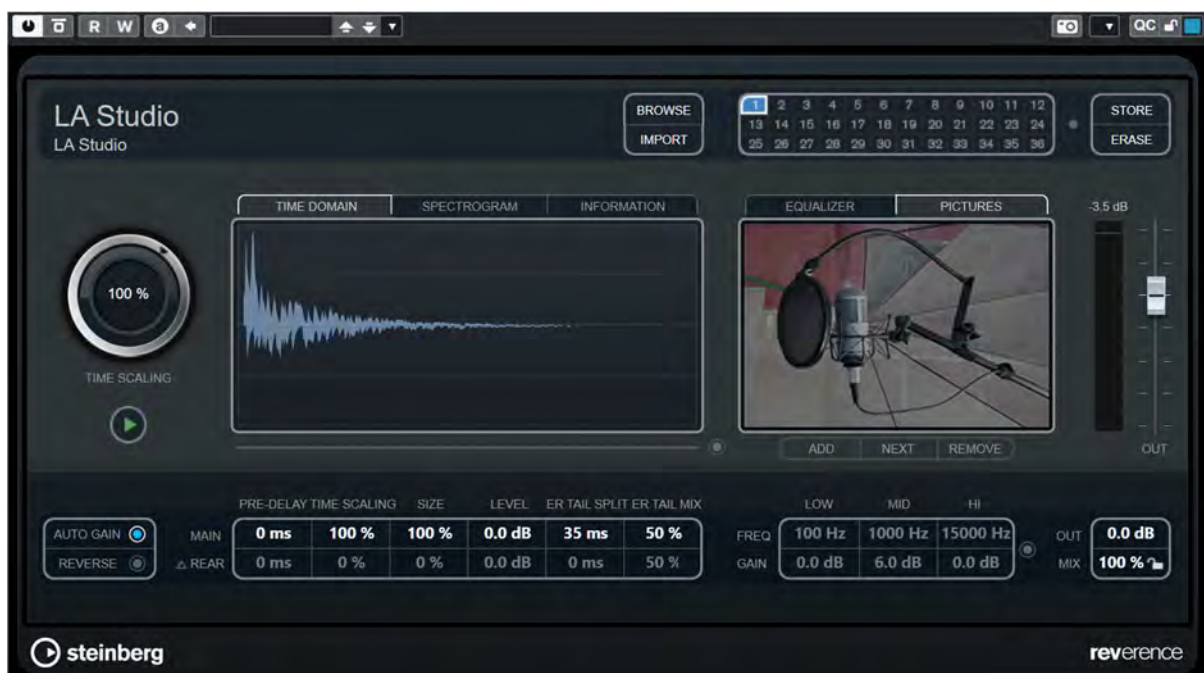 R W a QC
LA Studio
LA Studio
BROWSE
IMPORT
1 2 3 4 5 6 7 8 9 10 11 12
13 14 15 16 17 18 19 20 21 22 23 24
25 26 27 28 29 30 31 32 33 34 35 36
STORE
ERASE
TIME DOMAIN SPECTROGRAM INFORMATION
EQUALIZER PICTURES
-3.5 dB
100 %
TIME SCALING
ADD NEXT REMOVE
OUT
PRE-DELAY TIME SCALING SIZE LEVEL ER TAIL SPLIT ER TAIL MIX
LOW MID HI
AUTO GAIN MAIN 0 ms 100 % 100 % 0.0 dB 35 ms 50 % FREQ 100 Hz 1000 Hz 15000 Hz OUT 0.0 dB
REVERSE △ REAR 0 ms 0 % 0 % 0.0 dB 0 ms 50 % GAIN 0.0 dB 6.0 dB 0.0 dB MIX 100 %
steinberg
reverence